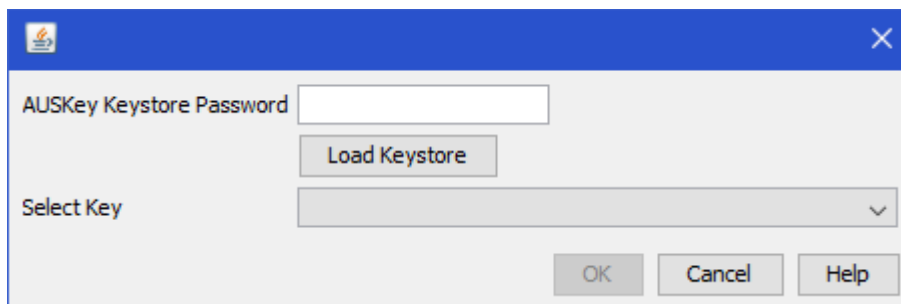 AUSKey Keystore Password
Load Keystore
Select Key
OK Cancel Help